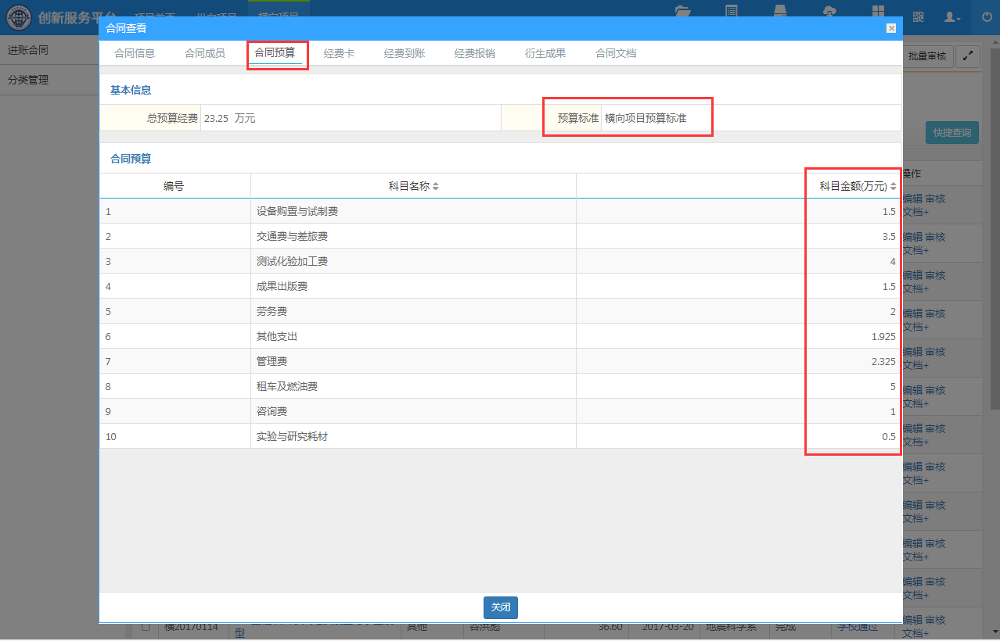 创新服务平台
合同查看
进账合同
分类管理
合同信息 合同成员 合同预算 经费卡 经费到账 经费报销 衍生成果 合同文档
批量审核
基本信息
总预算经费 23.25 万元 预算标准 横向项目预算标准
快捷查询
合同预算
编号 科目名称 科目金额(万元)
操作
1 设备购置与试制费 1.5
2 交通费与差旅费 3.5
3 测试化验加工费 4
4 成果出版费 1.5
5 劳务费 2
6 其他支出 1.925
7 管理费 2.325
8 租车及燃油费 5
9 咨询费 1
10 实验与研究耗材 0.5
编辑 审核
文档+
编辑 审核
文档+
编辑 审核
文档+
编辑 审核
文档+
编辑 审核
文档+
编辑 审核
文档+
编辑 审核
文档+
编辑 审核
文档+
编辑 审核
文档+
编辑 审核
文档+
编辑 审核
文档+
编辑 审核
文档+
关闭
横20170114 型 其他 36.60 2017-03-20 地震科学系 完成 学校通过